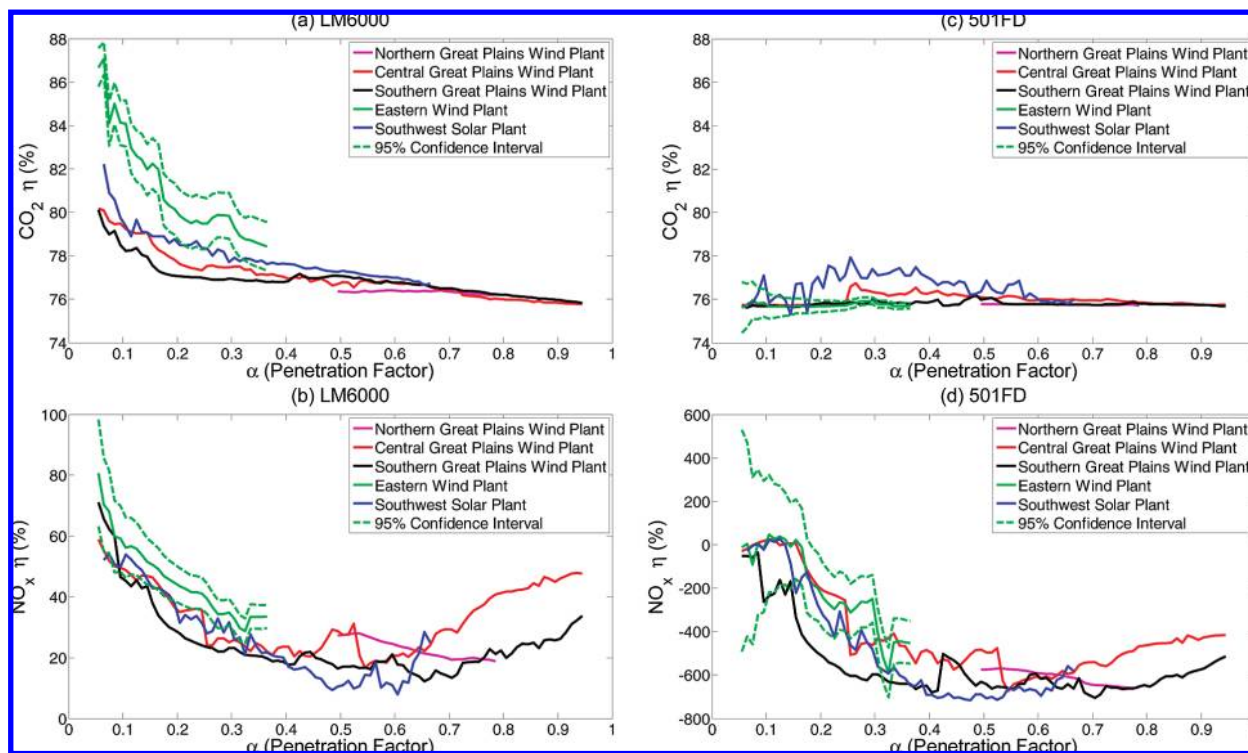 (a) LM6000
CO2 η (%)
88
86
84
82
80
78
76
74
Northern Great Plains Wind Plant
Central Great Plains Wind Plant
Southern Great Plains Wind Plant
Eastern Wind Plant
Southwest Solar Plant
95% Confidence Interval
0 0.1 0.2 0.3 0.4 0.5 0.6 0.7 0.8 0.9 1
α (Penetration Factor)
(c) 501FD
CO2 η (%)
88
86
84
82
80
78
76
74
Northern Great Plains Wind Plant
Central Great Plains Wind Plant
Southern Great Plains Wind Plant
Eastern Wind Plant
Southwest Solar Plant
95% Confidence Interval
0 0.1 0.2 0.3 0.4 0.5 0.6 0.7 0.8 0.9
α (Penetration Factor)
(b) LM6000
NOx η (%)
100
80
60
40
20
0
Northern Great Plains Wind Plant
Central Great Plains Wind Plant
Southern Great Plains Wind Plant
Eastern Wind Plant
Southwest Solar Plant
95% Confidence Interval
0 0.1 0.2 0.3 0.4 0.5 0.6 0.7 0.8 0.9 1
α (Penetration Factor)
(d) 501FD
NOx η (%)
600
400
200
0
-200
-400
-600
-800
Northern Great Plains Wind Plant
Central Great Plains Wind Plant
Southern Great Plains Wind Plant
Eastern Wind Plant
Southwest Solar Plant
95% Confidence Interval
0 0.1 0.2 0.3 0.4 0.5 0.6 0.7 0.8 0.9
α (Penetration Factor)